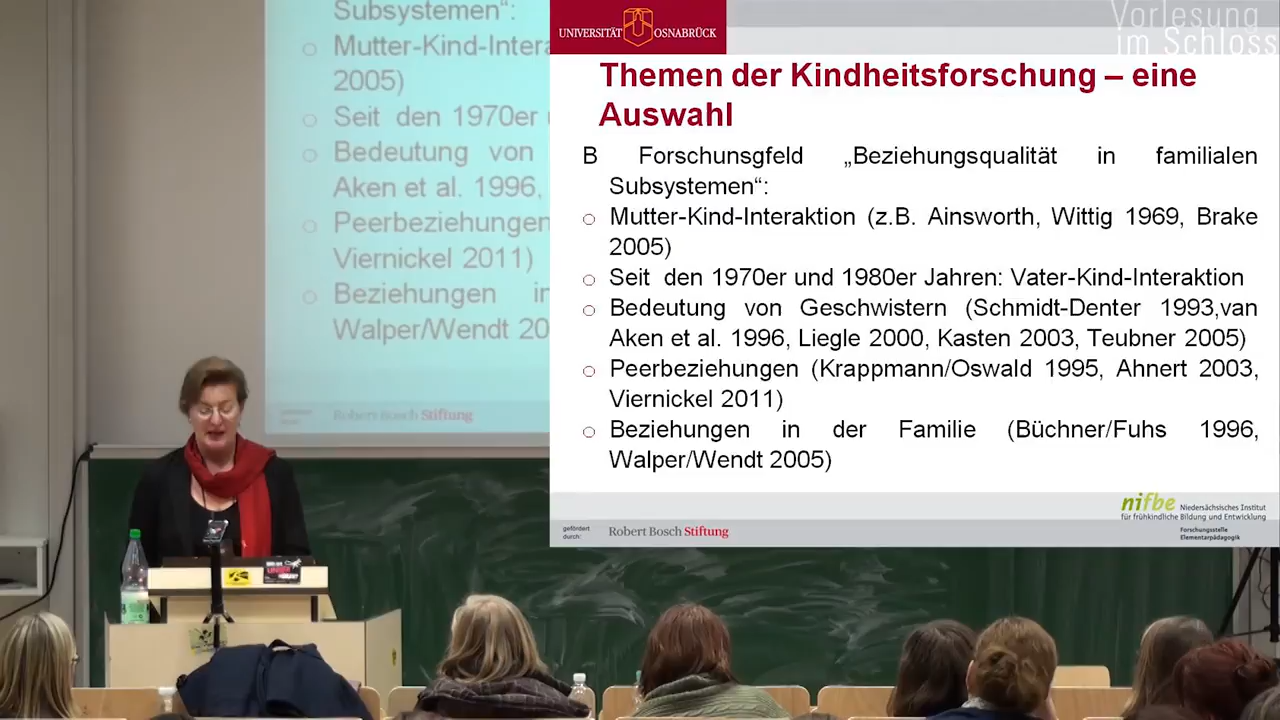 Subsystemen“:
Mutter-Kind-Intera
2005)
Seit den 1970er
Bedeutung von
Aken et al. 1996,
Peerbeziehungen
Viernickel 2011)
Beziehungen in
Walper/Wendt 20
Robert Bosch Stiftung
UNIVERSITÄT OSNABRÜCK
Vorlesung
im Schloss
Themen der Kindheitsforschung – eine
Auswahl
B Forschunsgfeld „Beziehungsqualität in familialen
Subsystemen“:
Mutter-Kind-Interaktion (z.B. Ainsworth, Wittig 1969, Brake
2005)
Seit den 1970er und 1980er Jahren: Vater-Kind-Interaktion
Bedeutung von Geschwistern (Schmidt-Denter 1993,van
Aken et al. 1996, Liegle 2000, Kasten 2003, Teubner 2005)
Peerbeziehungen (Krappmann/Oswald 1995, Ahnert 2003,
Viernickel 2011)
Beziehungen in der Familie (Büchner/Fuhs 1996,
Walper/Wendt 2005)
gefördert
durch:
Robert Bosch Stiftung
nifbe Niedersächsisches Institut
für frühkindliche Bildung und Entwicklung
Forschungsstelle
Elementarpädagogik